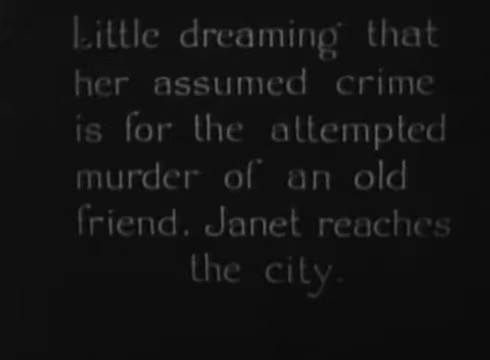 Little dreaming that
her assumed crime
is for the attempted
murder of an old
friend. Janet reaches
the city.